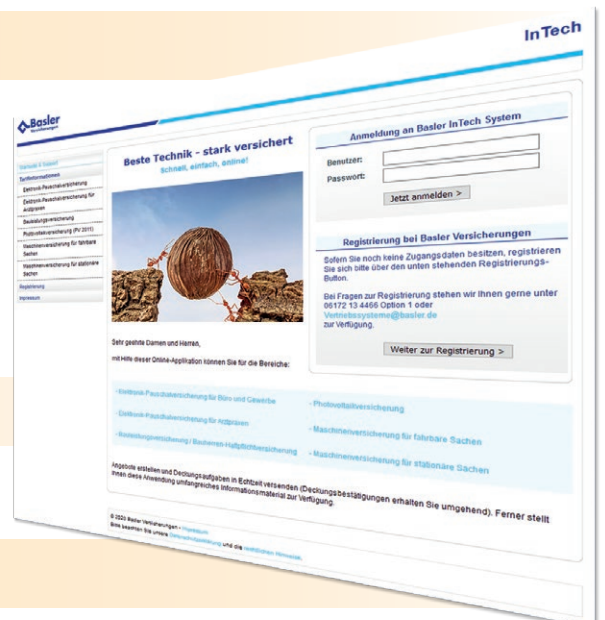 InTech
Basler
Versicherungen
Startseite & Support
Tarifinformationen
Elektronik-Pauschalversicherung
Elektronik-Pauschalversicherung für
Arztpraxen
Bauleistungsversicherung
Photovoltaikversicherung (PV 2011)
Maschinenversicherung für fahrbare
Sachen
Maschinenversicherung für stationäre
Sachen
Registrierung
Impressum
Beste Technik - stark versichert
Schnell, einfach, online!
Anmeldung an Basler InTech System
Benutzer:
Passwort:
Jetzt anmelden >
Registrierung bei Basler Versicherungen
Sofern Sie noch keine Zugangsdaten besitzen, registrieren
Sie sich bitte über den unten stehenden Registrierungs-
Button.
Bei Fragen zur Registrierung stehen wir Ihnen gerne unter
06172 13 4466 Option 1 oder
Vertriebssysteme@basler.de
zur Verfügung.
Weiter zur Registrierung >
Sehr geehrte Damen und Herren,
mit Hilfe dieser Online-Applikation können Sie für die Bereiche:
- Elektronik-Pauschalversicherung für Büro und Gewerbe
- Elektronik-Pauschalversicherung für Arztpraxen
- Bauleistungsversicherung / Bauherren-Haftpflichtversicherung
- Photovoltaikversicherung
- Maschinenversicherung für fahrbare Sachen
- Maschinenversicherung für stationäre Sachen
Angebote erstellen und Deckungsaufgaben in Echtzeit versenden (Deckungsbestätigungen erhalten Sie umgehend). Ferner stellt
Ihnen diese Anwendung umfangreiches Informationsmaterial zur Verfügung.
© 2020 Basler Versicherungen - Impressum
Bitte beachten Sie unsere Datenschutzerklärung und die rechtlichen Hinweise.